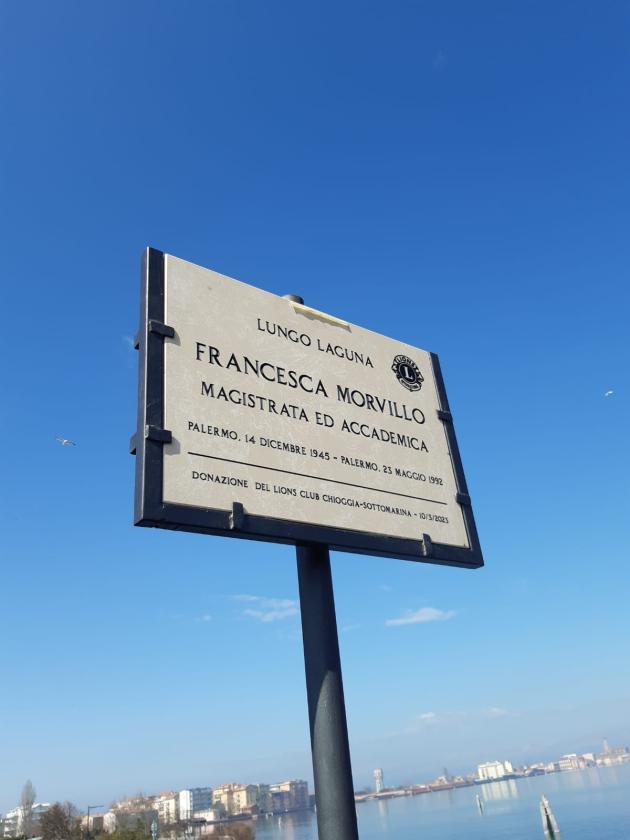 LUNGO LAGUNA
FRANCESCA MORVILLO
MAGISTRATA ED ACCADEMICA
PALERMO, 14 DICEMBRE 1945 - PALERMO, 23 MAGGIO 1992
DONAZIONE DEL LIONS CLUB CHIOGGIA-SOTTOMARINA - 10/3/2023
LIONS
L